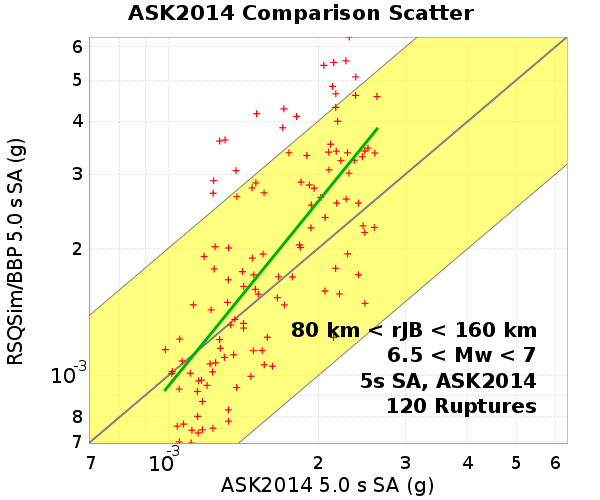 ASK2014 Comparison Scatter
RSQSim/BBP 5.0 s SA (g)
6
5
4
3
2
10-3
8
7
80 km < rJB < 160 km
6.5 < Mw < 7
5s SA, ASK2014
120 Ruptures
7 10-3 2 3 4 5 6
ASK2014 5.0 s SA (g)